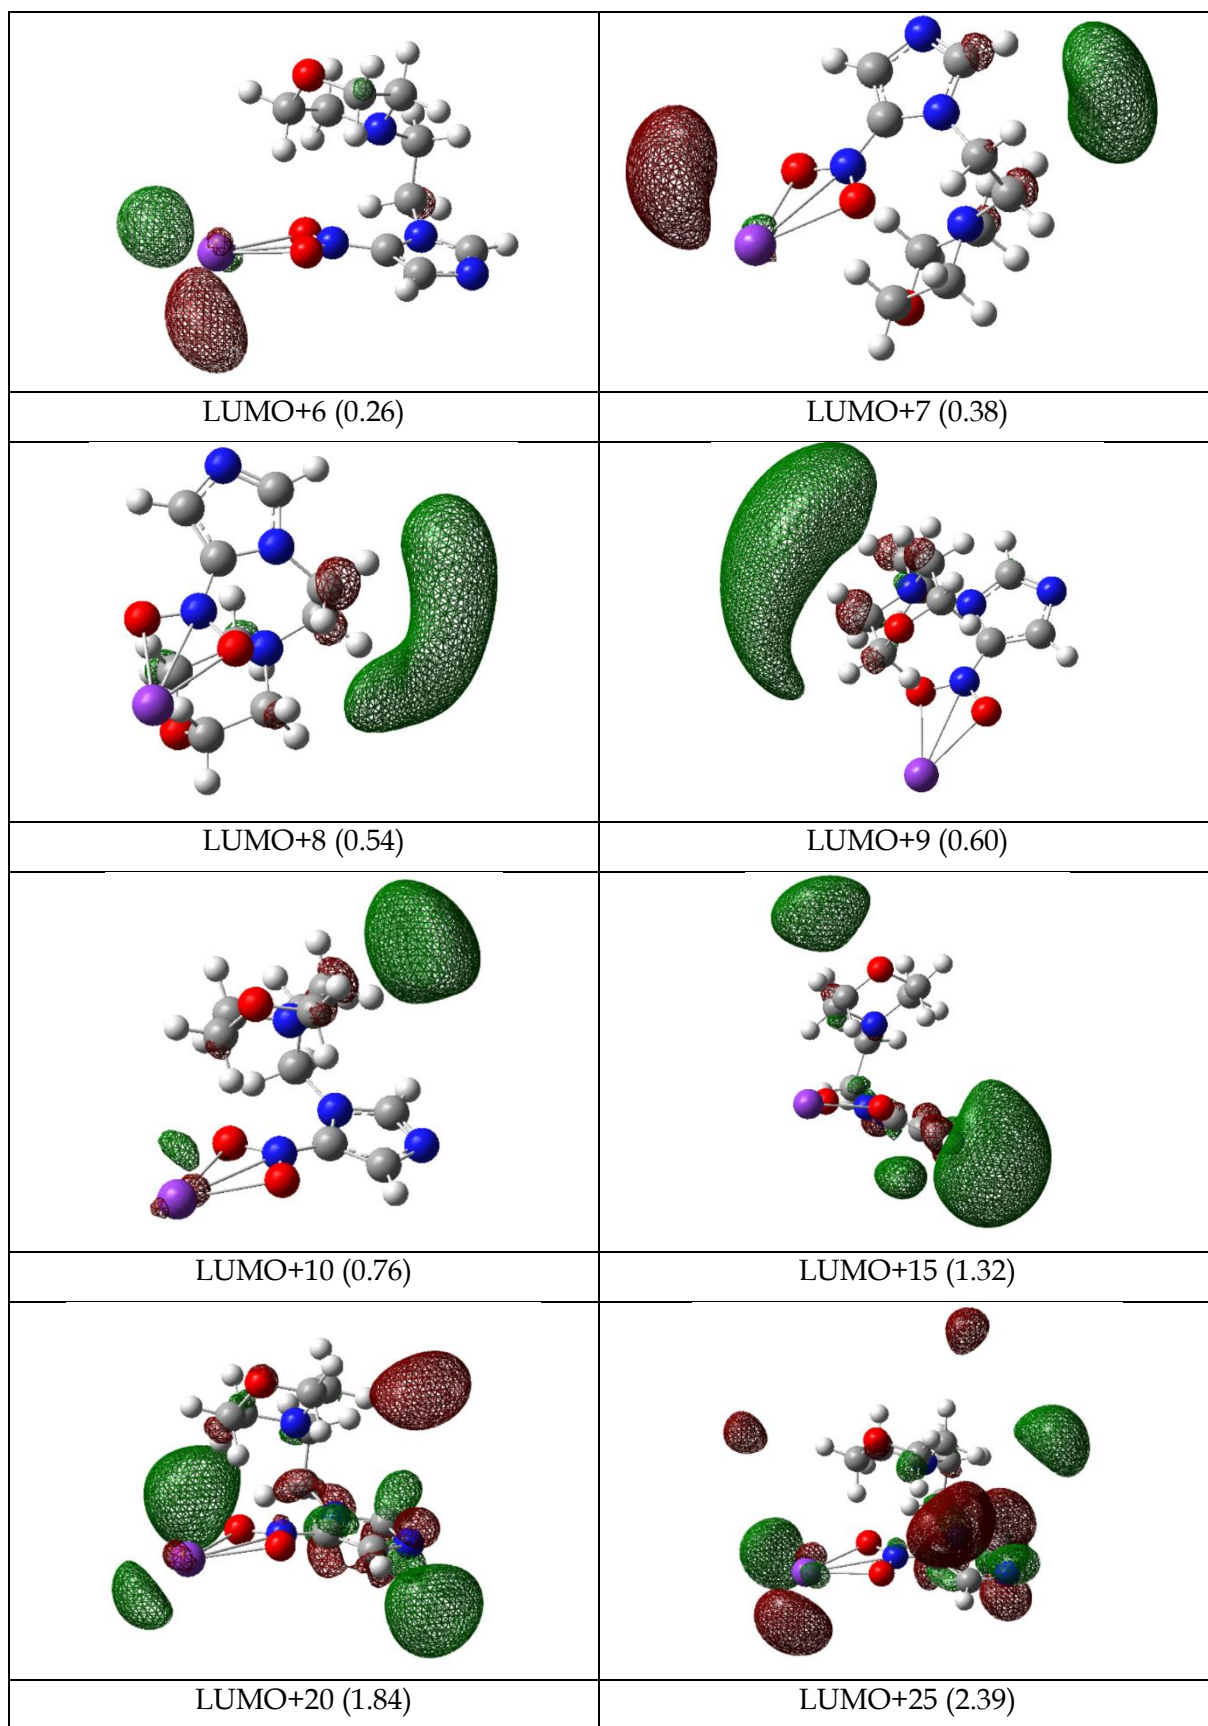 LUMO+6 (0.26)
LUMO+7 (0.38)
LUMO+8 (0.54)
LUMO+9 (0.60)
LUMO+10 (0.76)
LUMO+15 (1.32)
LUMO+20 (1.84)
LUMO+25 (2.39)